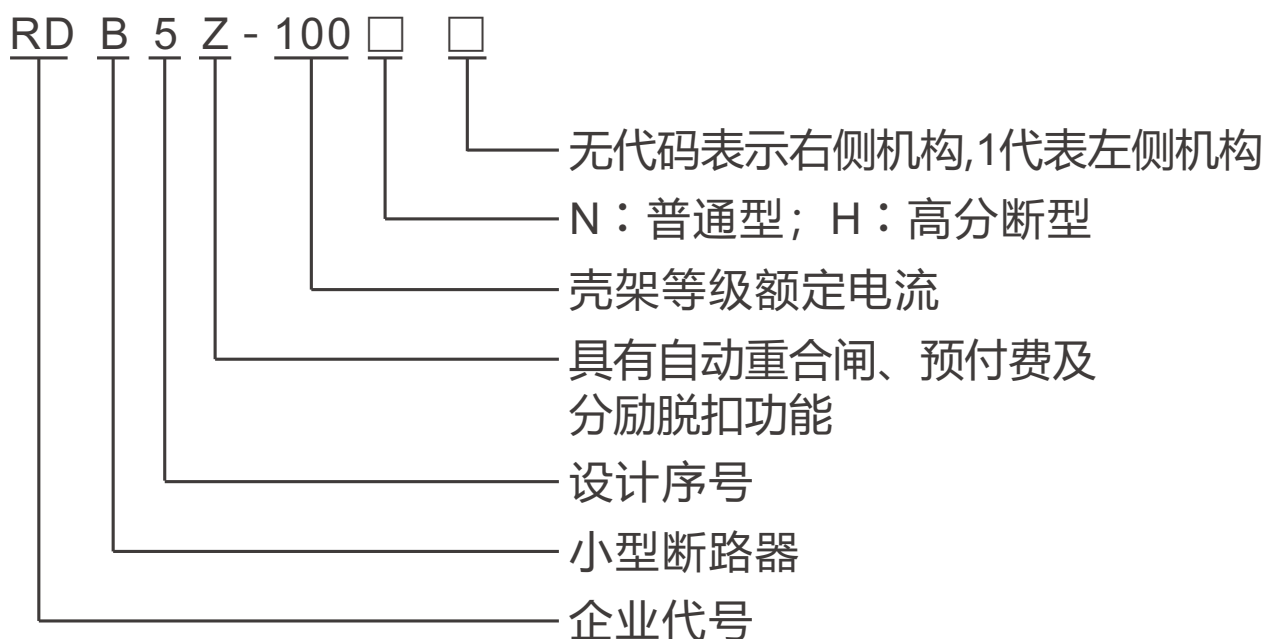 RD B 5 Z - 100 □ □
无代码表示右侧机构,1代表左侧机构
N：普通型；H：高分断型
壳架等级额定电流
具有自动重合闸、预付费及
分励脱扣功能
设计序号
小型断路器
企业代号